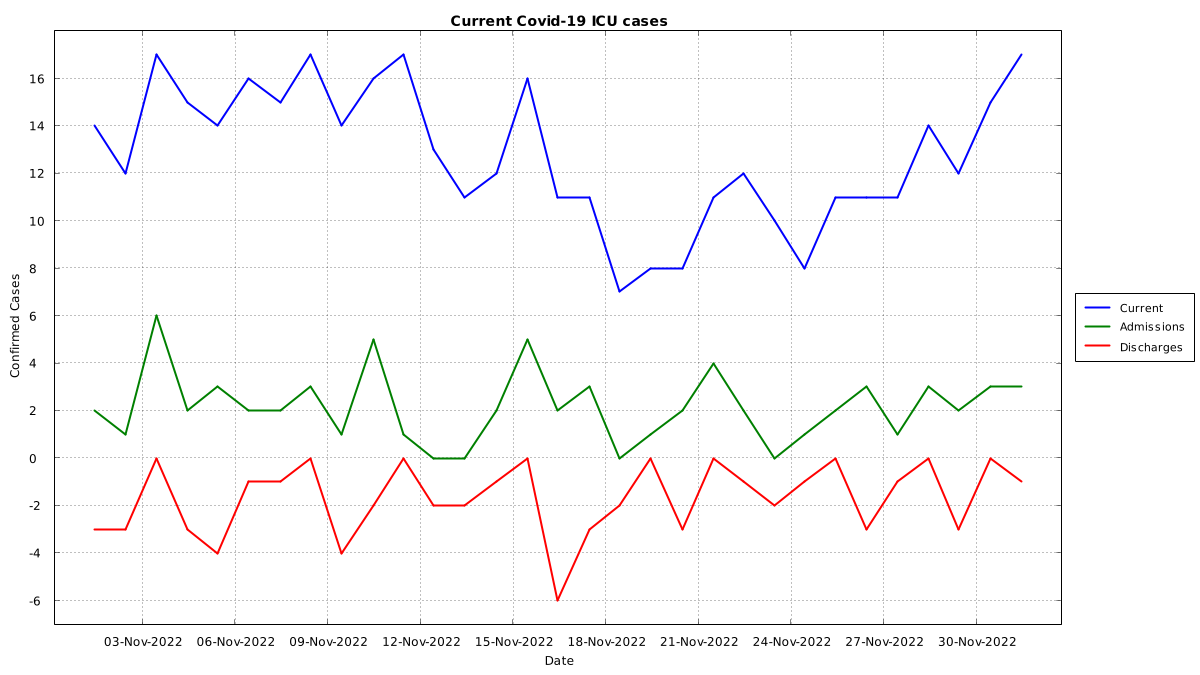 Current Covid-19 ICU cases
Confirmed Cases
16
14
12
10
8
6
4
2
0
-2
-4
-6
03-Nov-2022 06-Nov-2022 09-Nov-2022 12-Nov-2022 15-Nov-2022 18-Nov-2022 21-Nov-2022 24-Nov-2022 27-Nov-2022 30-Nov-2022
Date
Current
Admissions
Discharges